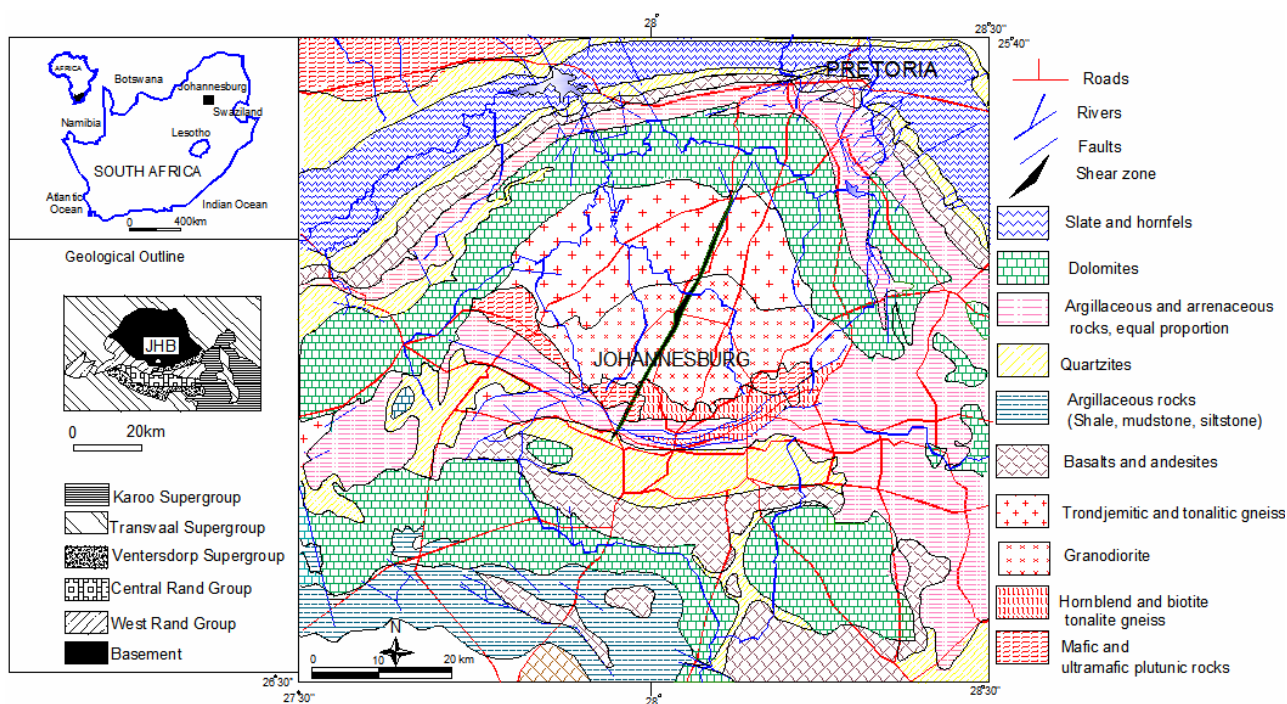 AFRICA
Botswana
Johannesburg
Swaziland
Namibia
Lesotho
SOUTH AFRICA
Atlantic
Ocean
Indian Ocean
0 400km
Geological Outline
JHB
0 20km
Karoo Supergroup
Transvaal Supergroup
Ventersdorp Supergroup
Central Rand Group
West Rand Group
Basement
28°
28°30'''
25°40'''
PRETORIA
JOHANNESBURG
N
0 10 20 km
26°30'''
27°30'''
28°
28°30'''
Roads
Rivers
Faults
Shear zone
Slate and hornfels
Dolomites
Argillaceous and arrenaceous
rocks, equal proportion
Quartzites
Argillaceous rocks
(Shale, mudstone, siltstone)
Basalts and andesites
Trondjemitic and tonalitic gneiss
Granodiorite
Hornblend and biotite
tonalite gneiss
Mafic and
ultramafic plutunic rocks